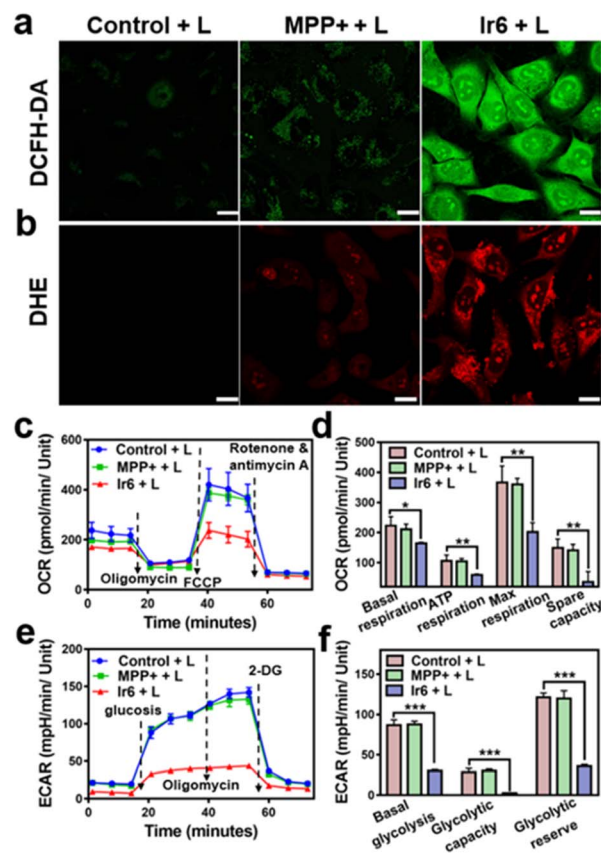 a
Control + L
MPP+ + L
Ir6 + L
DCFH-DA
b
DHE
c
OCR (pmol/min/ Unit)
600
400
200
0
Control + L
MPP+ + L
Ir6 + L
Rotenone &
antimycin A
Oligomycin
FCCP
0 20 40 60
Time (minutes)
d
OCR (pmol/min/ Unit)
500
400
300
200
100
0
Control + L
MPP+ + L
Ir6 + L
*
**
**
**
Basal
respiration
ATP
respiration
Max
respiration
Spare
capacity
e
ECAR (mpH/min/ Unit)
200
150
100
50
0
Control + L
MPP+ + L
Ir6 + L
2-DG
glucosis
Oligomycin
0 20 40 60
Time (minutes)
f
ECAR (mpH/min/ Unit)
200
150
100
50
0
Control + L
MPP+ + L
Ir6 + L
***
***
***
Basal
glycolysis
Glycolytic
capacity
Glycolytic
reserve